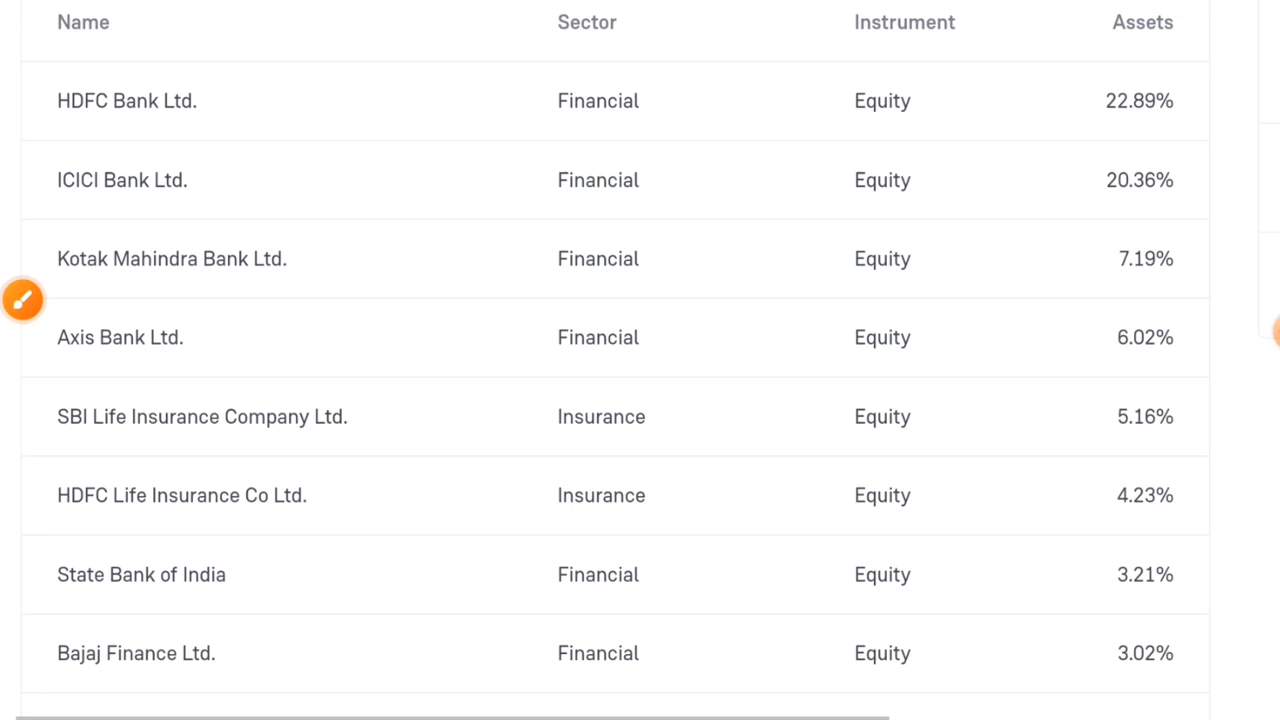 Name Sector Instrument Assets
HDFC Bank Ltd. Financial Equity 22.89%
ICICI Bank Ltd. Financial Equity 20.36%
Kotak Mahindra Bank Ltd. Financial Equity 7.19%
Axis Bank Ltd. Financial Equity 6.02%
SBI Life Insurance Company Ltd. Insurance Equity 5.16%
HDFC Life Insurance Co Ltd. Insurance Equity 4.23%
State Bank of India Financial Equity 3.21%
Bajaj Finance Ltd. Financial Equity 3.02%